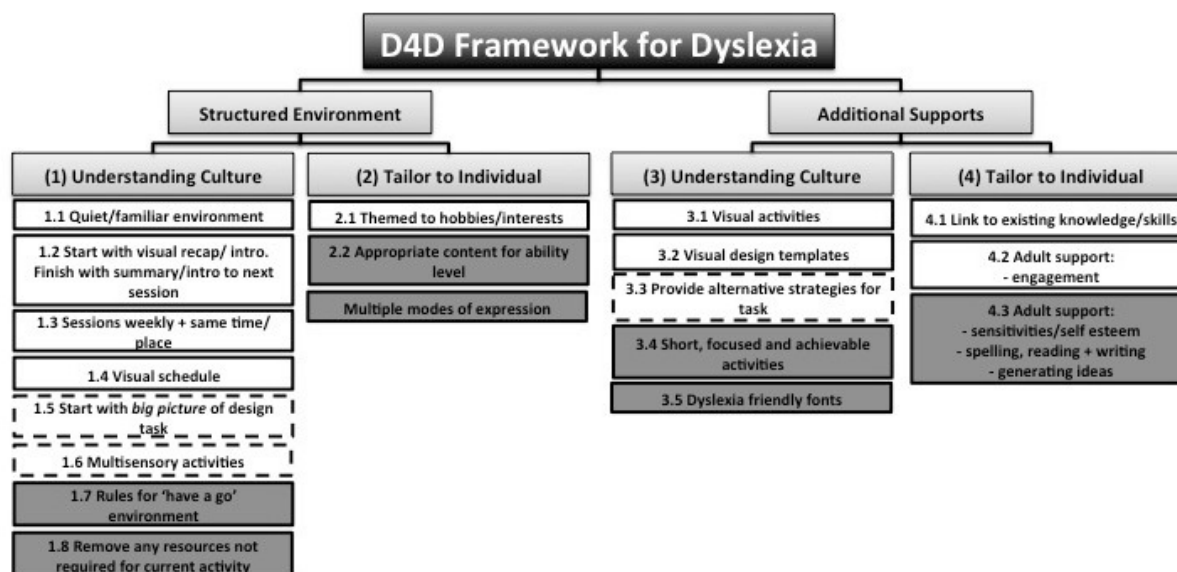 D4D Framework for Dyslexia
Structured Environment
Additional Supports
(1) Understanding Culture
1.1 Quiet/familiar environment
1.2 Start with visual recap/ intro.
Finish with summary/intro to next
session
1.3 Sessions weekly + same time/
place
1.4 Visual schedule
1.5 Start with big picture of design
task
1.6 Multisensory activities
1.7 Rules for ‘have a go’
environment
1.8 Remove any resources not
required for current activity
(2) Tailor to Individual
2.1 Themed to hobbies/interests
2.2 Appropriate content for ability
level
Multiple modes of expression
(3) Understanding Culture
3.1 Visual activities
3.2 Visual design templates
3.3 Provide alternative strategies for
task
3.4 Short, focused and achievable
activities
3.5 Dyslexia friendly fonts
(4) Tailor to Individual
4.1 Link to existing knowledge/skills
4.2 Adult support:
- engagement
4.3 Adult support:
- sensitivities/self esteem
- spelling, reading + writing
- generating ideas